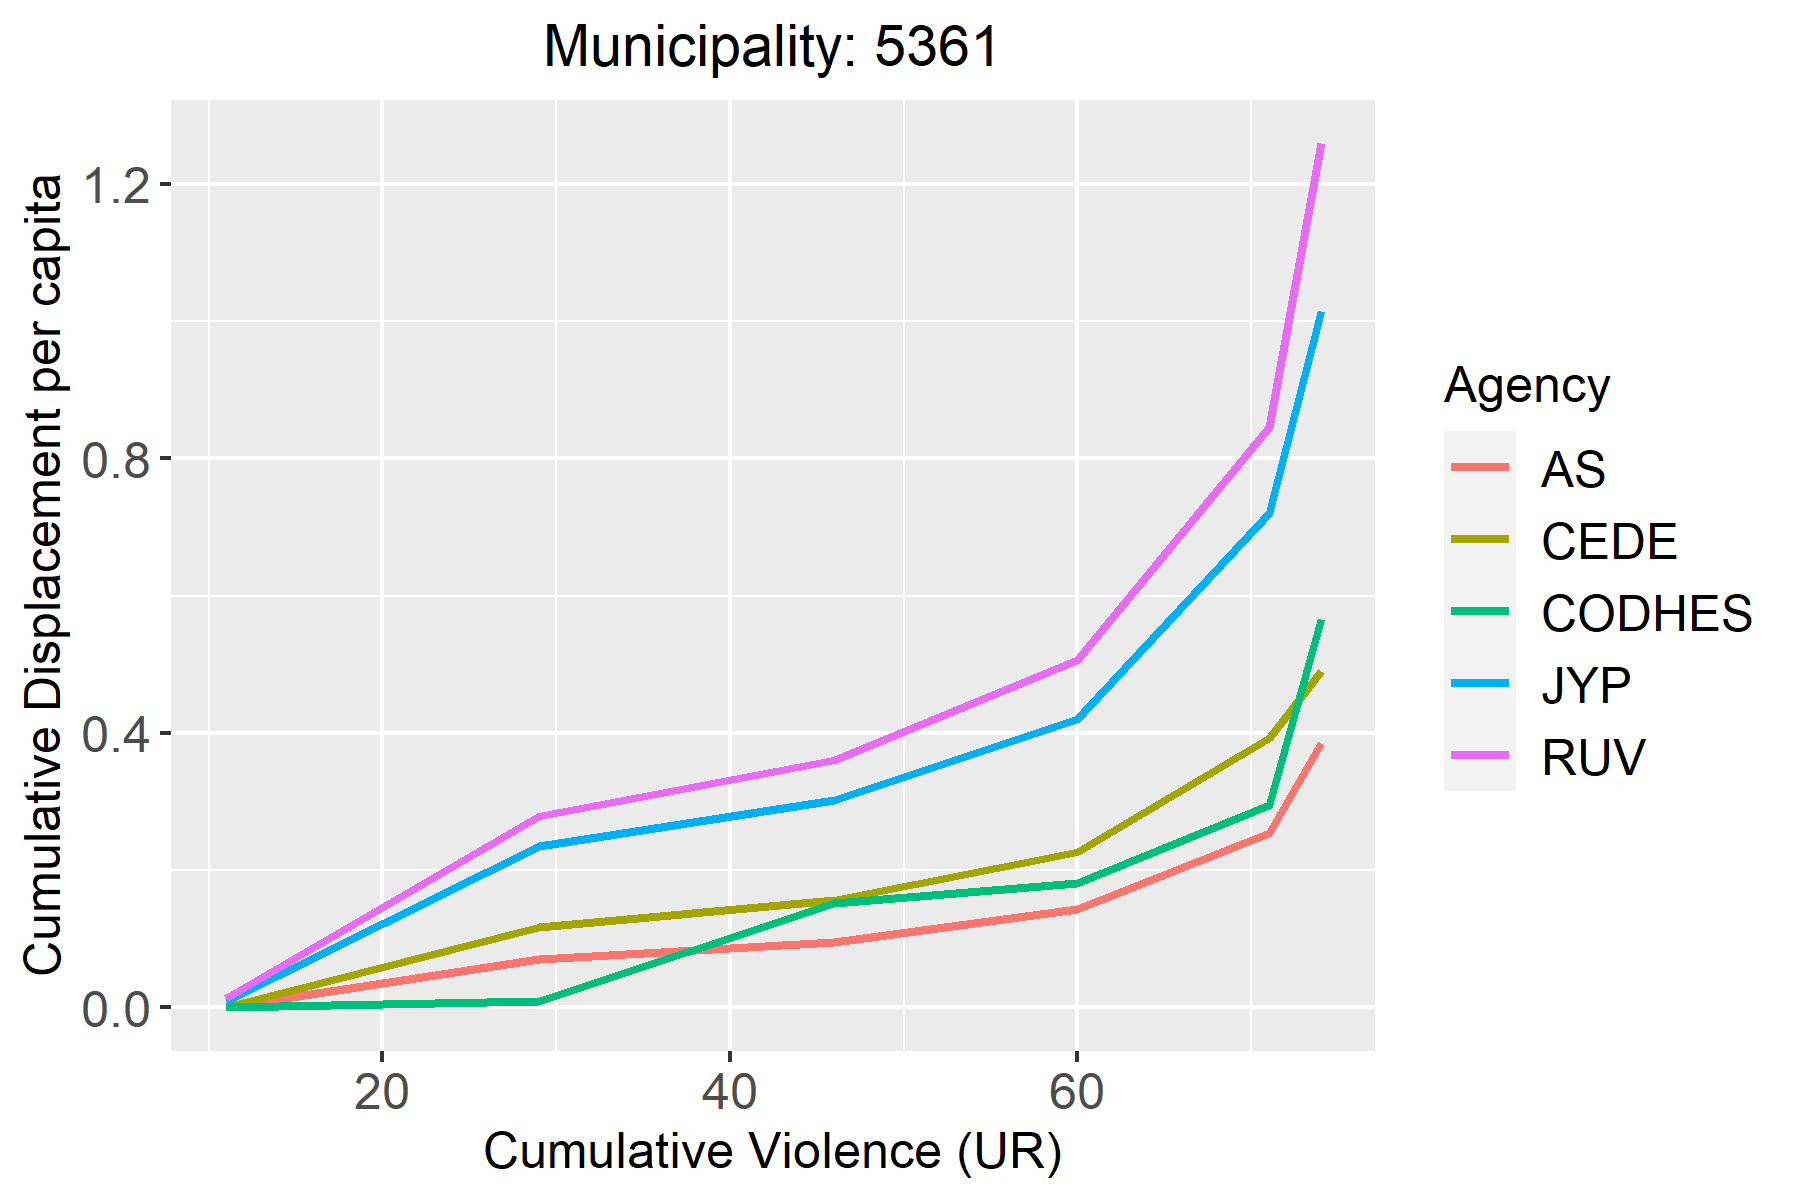 Municipality: 5361
Cumulative Displacement per capita
1.2
0.8
0.4
0.0
20 40 60
Cumulative Violence (UR)
Agency
AS
CEDE
CODHES
JYP
RUV